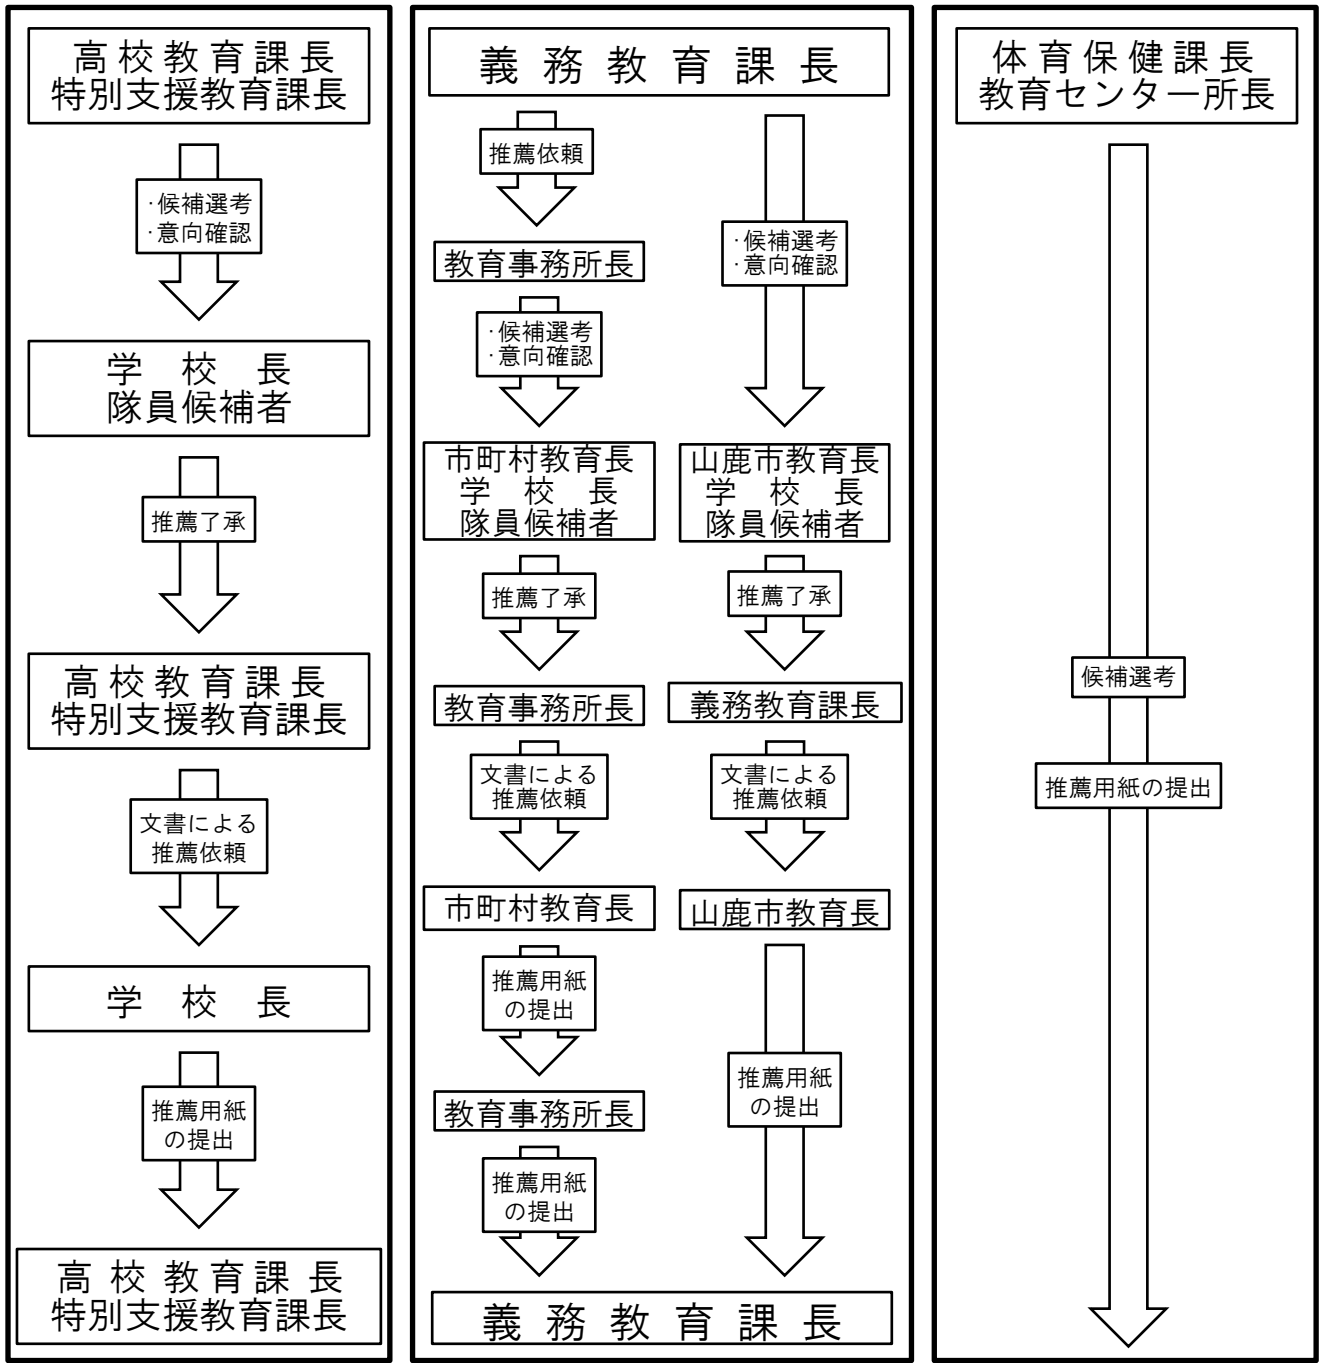 高校教育課長
特別支援教育課長
・候補選考
・意向確認
学校長
隊員候補者
推薦了承
高校教育課長
特別支援教育課長
文書による
推薦依頼
学校長
推薦用紙
の提出
高校教育課長
特別支援教育課長
義務教育課長
推薦依頼
教育事務所長
・候補選考
・意向確認
市町村教育長
学校長
隊員候補者
推薦了承
教育事務所長
文書による
推薦依頼
市町村教育長
推薦用紙
の提出
教育事務所長
推薦用紙
の提出
・候補選考
・意向確認
山鹿市教育長
学校長
隊員候補者
推薦了承
義務教育課長
文書による
推薦依頼
山鹿市教育長
推薦用紙
の提出
義務教育課長
体育保健課長
教育センター所長
候補選考
推薦用紙の提出